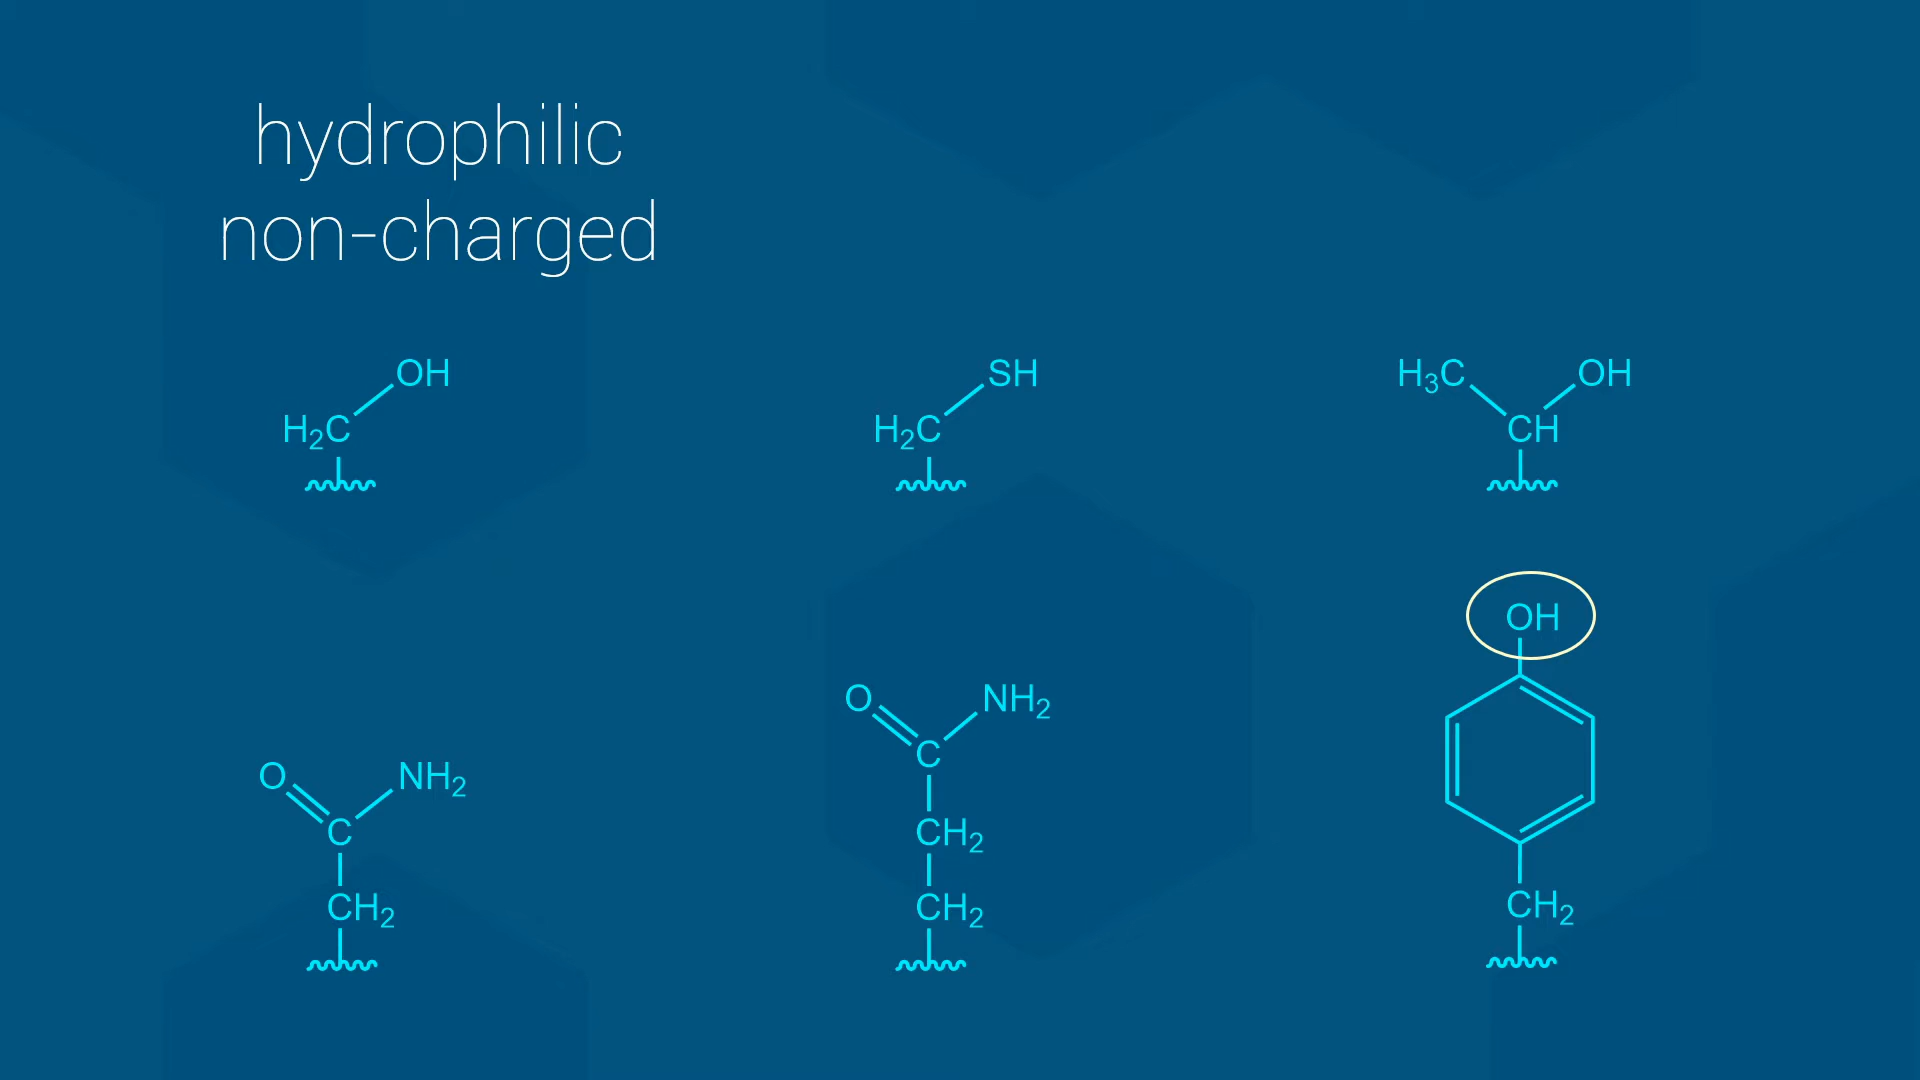 hydrophilic
non-charged
OH
H₂C
SH
H₂C
H₃C OH
CH
O NH₂
C
CH₂
O NH₂
C
CH₂
CH₂
OH
CH₂